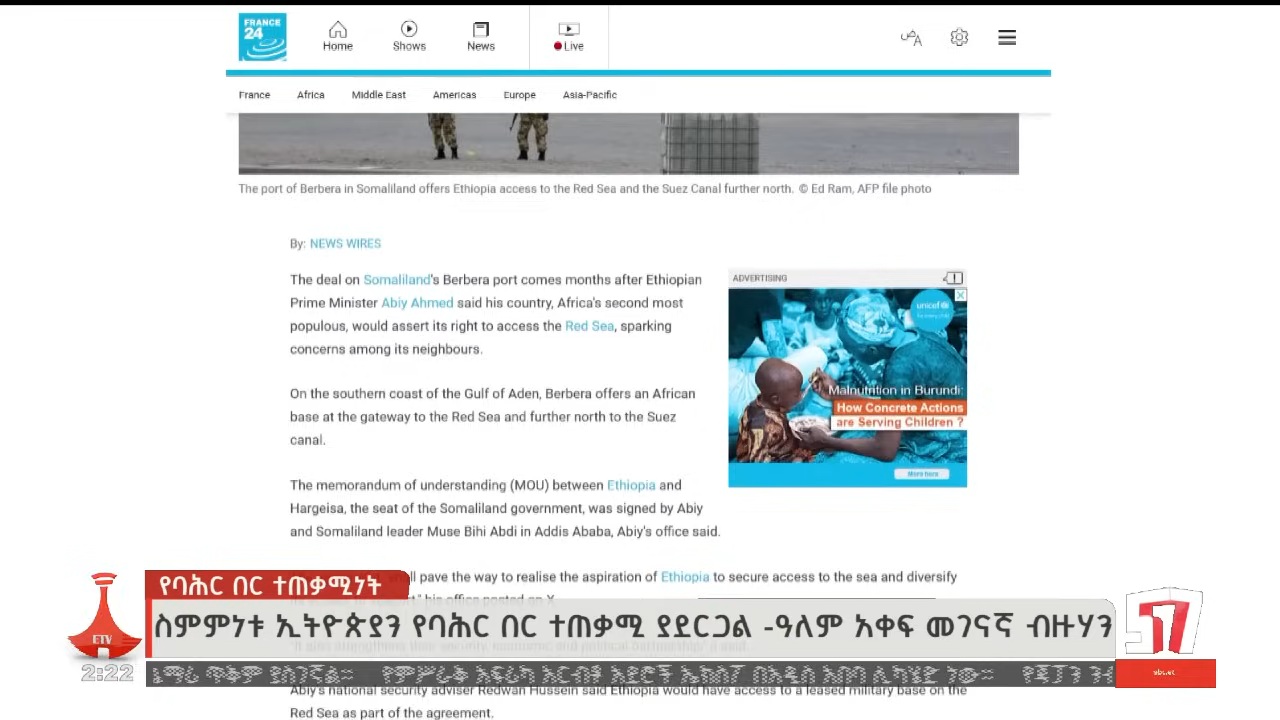 FRANCE
24
Home
Shows
News
Live
France Africa Middle East Americas Europe Asia-Pacific
The port of Berbera in Somaliland offers Ethiopia access to the Red Sea and the Suez Canal further north. © Ed Ram, AFP file photo
By: NEWS WIRES
The deal on Somaliland's Berbera port comes months after Ethiopian
Prime Minister Abiy Ahmed said his country, Africa's second most
populous, would assert its right to access the Red Sea, sparking
concerns among its neighbours.
On the southern coast of the Gulf of Aden, Berbera offers an African
base at the gateway to the Red Sea and further north to the Suez
canal.
The memorandum of understanding (MOU) between Ethiopia and
Hargeisa, the seat of the Somaliland government, was signed by Abiy
and Somaliland leader Muse Bihi Abdi in Addis Ababa, Abiy's office said.
ADVERTISING
unicef
Malnutrition in Burundi:
How Concrete Actions
are Serving Children ?
More here
pave the way to realise the aspiration of Ethiopia to secure access to the sea and diversify
የባሕር በር ተጠቃሚነት
ስምምነቱ ኢትዮጵያን የባሕር በር ተጠቃሚ ያደርጋል -ዓለም አቀፍ መገናኛ ብዙሃን
ETV
2:22
57
Abiy's national security adviser Redwan Hussein said Ethiopia would have access to a leased military base on the
Red Sea as part of the agreement.